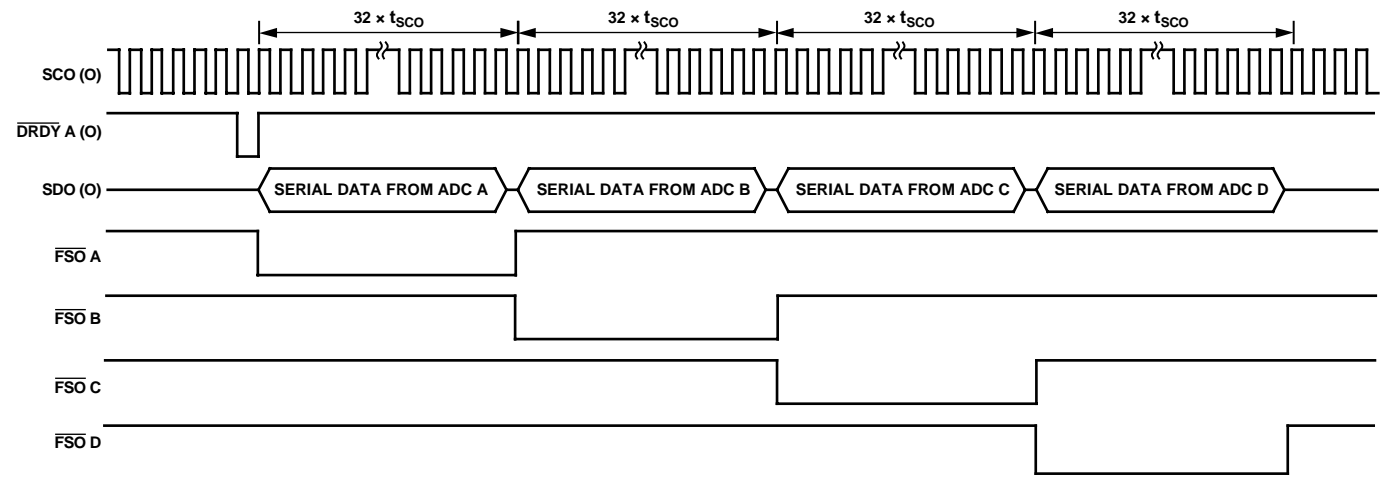 32 × tSCO 32 × tSCO 32 × tSCO 32 × tSCO
SCO (O)
DRDY A (O)
SDO (O) SERIAL DATA FROM ADC A SERIAL DATA FROM ADC B SERIAL DATA FROM ADC C SERIAL DATA FROM ADC D
FSO A
FSO B
FSO C
FSO D